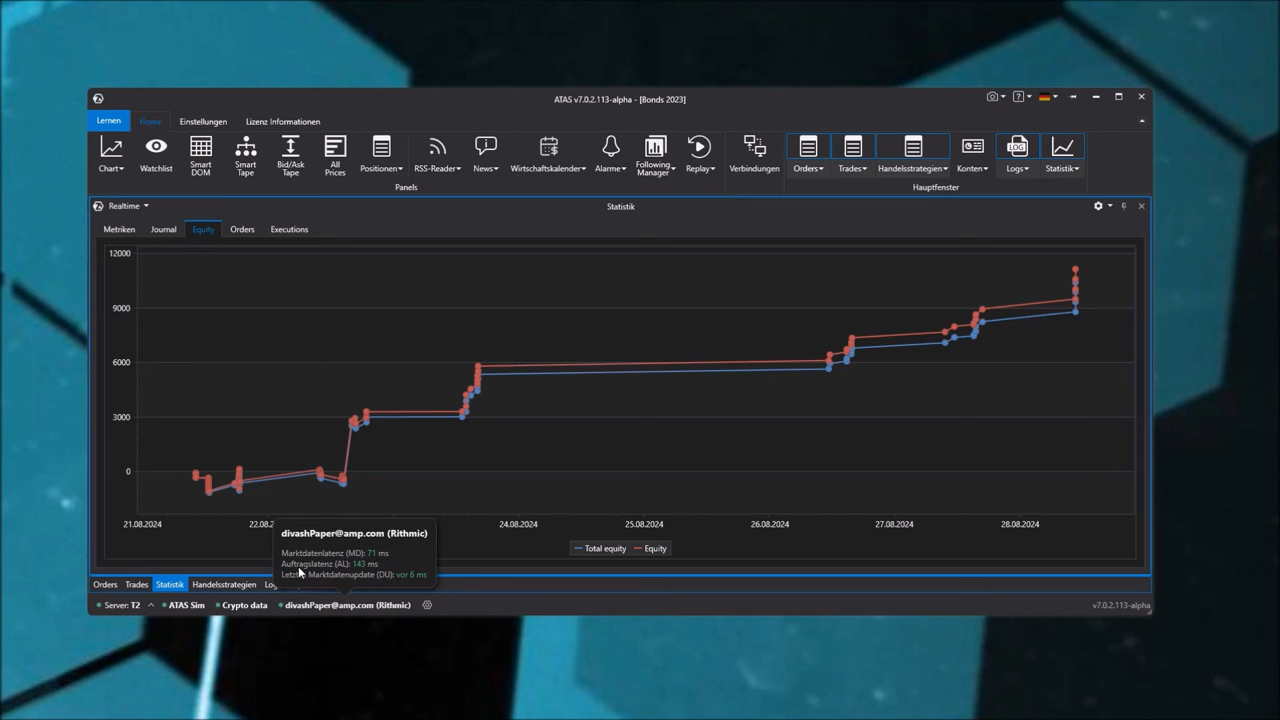 ATAS v7.0.2.113-alpha - [Bonds 2023]
Lernen Home Einstellungen Lizenz Informationen
Chart Watchlist Smart DOM Smart Tape Bid/Ask Tape All Prices Positionen RSS-Reader News Wirtschaftskalender Alarme Following Manager Replay Verbindungen Orders Trades Handelsstrategien Konten LOG Logs Statistik
Panels Hauptfenster
Realtime Statistik
Metriken Journal Equity Orders Executions
12000
9000
6000
3000
0
21.08.2024 22.08 24.08.2024 25.08.2024 26.08.2024 27.08.2024 28.08.2024
divashPaper@amp.com (Rithmic)
Marktdatenlatenz (MD): 71 ms
Auftragslatenz (AL): 143 ms
Marktdatenupdate (DU): vor 6 ms
Total equity Equity
Orders Trades Statistik Handelsstrategien
Server: T2 ATAS Sim Crypto data divashPaper@amp.com (Rithmic) v7.0.2.113-alpha